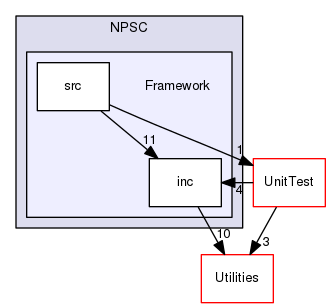 NPSC
src
Framework
11
1
inc
4
UnitTest
10
3
Utilities